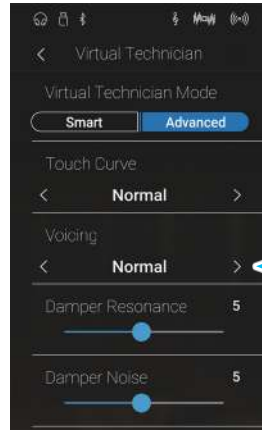 Virtual Technician
Virtual Technician Mode
Smart Advanced
Touch Curve
Normal
Voicing
Normal
Damper Resonance 5
Damper Noise 5